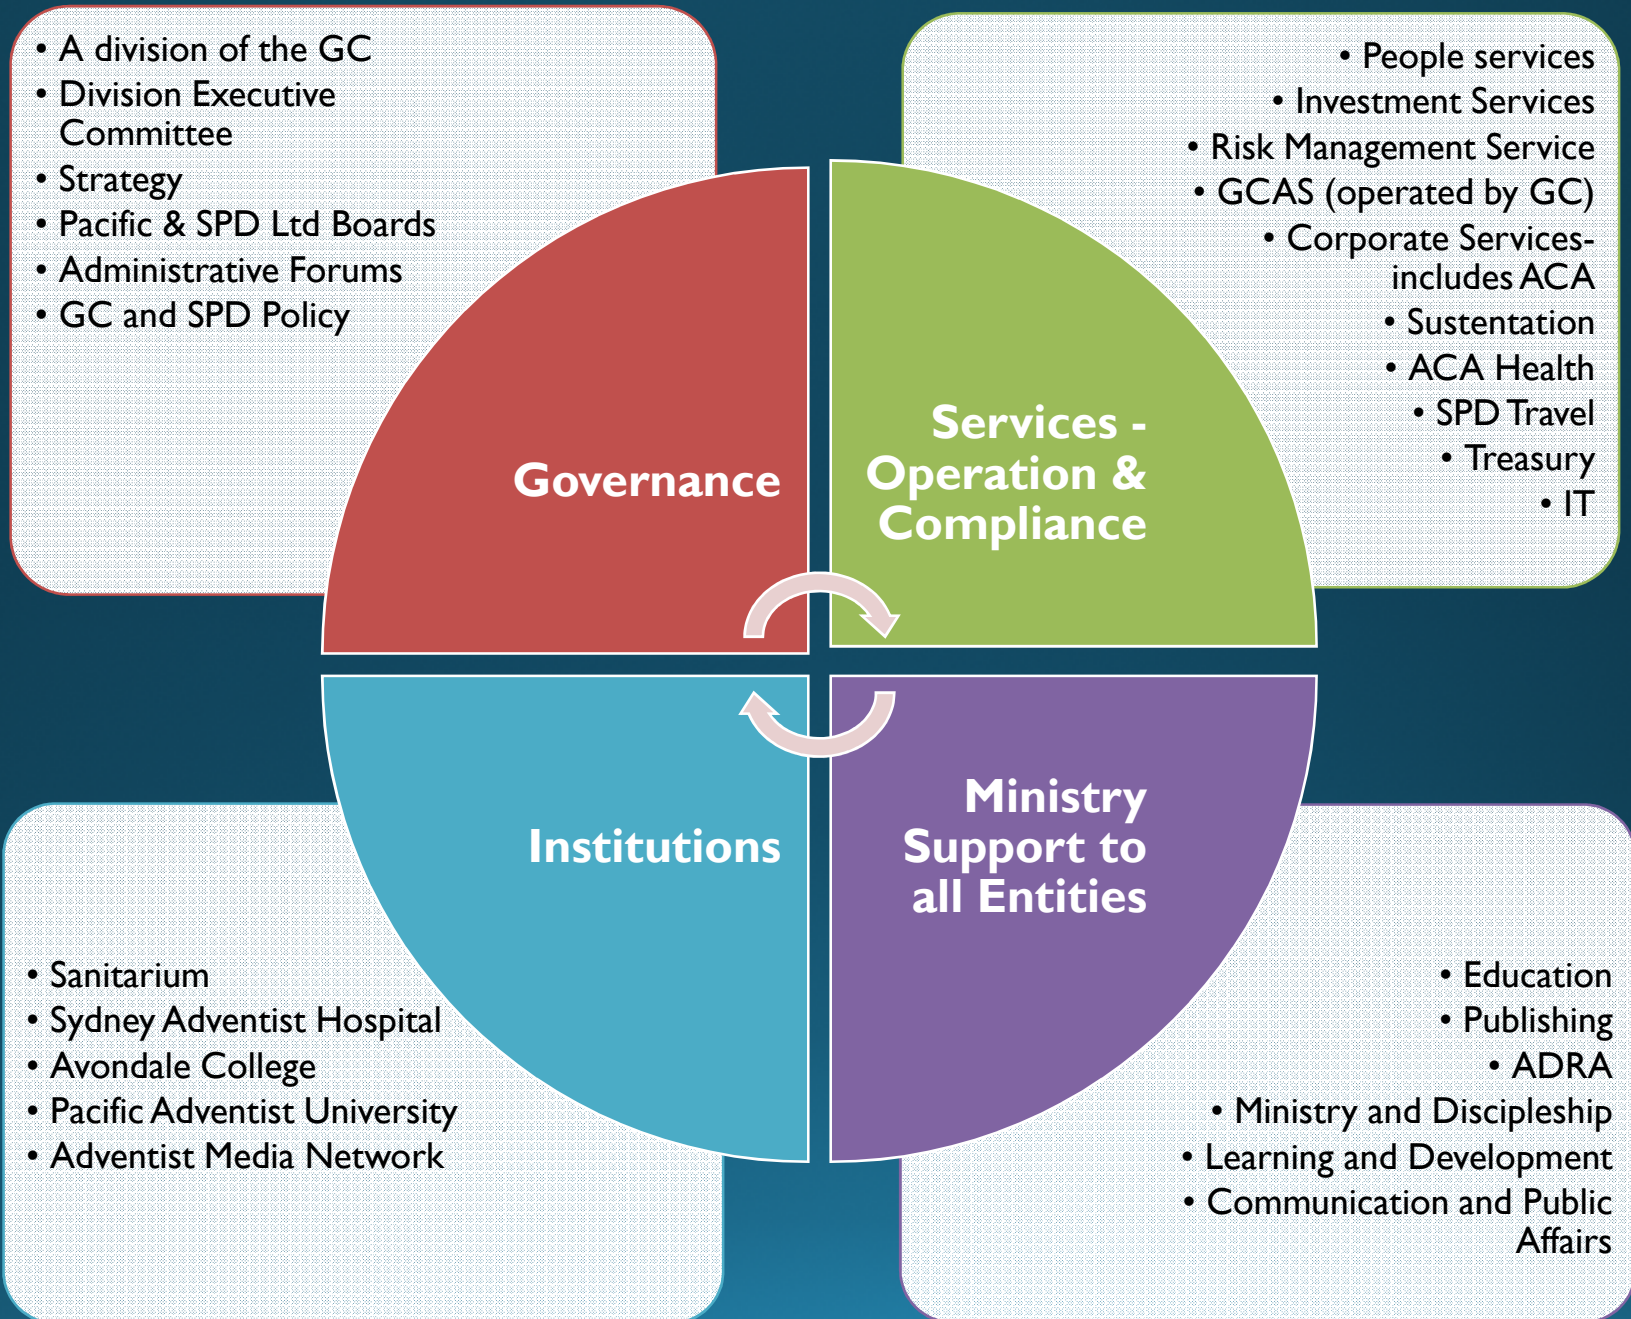 • A division of the GC
• Division Executive
Committee
• Strategy
• Pacific & SPD Ltd Boards
• Administrative Forums
• GC and SPD Policy
• People services
• Investment Services
• Risk Management Service
• GCAS (operated by GC)
• Corporate Services-
includes ACA
• Sustentation
• ACA Health
• SPD Travel
• Treasury
• IT
Governance
Services -
Operation &
Compliance
Institutions
Ministry
Support to
all Entities
• Sanitarium
• Sydney Adventist Hospital
• Avondale College
• Pacific Adventist University
• Adventist Media Network
• Education
• Publishing
• ADRA
• Ministry and Discipleship
• Learning and Development
• Communication and Public
Affairs